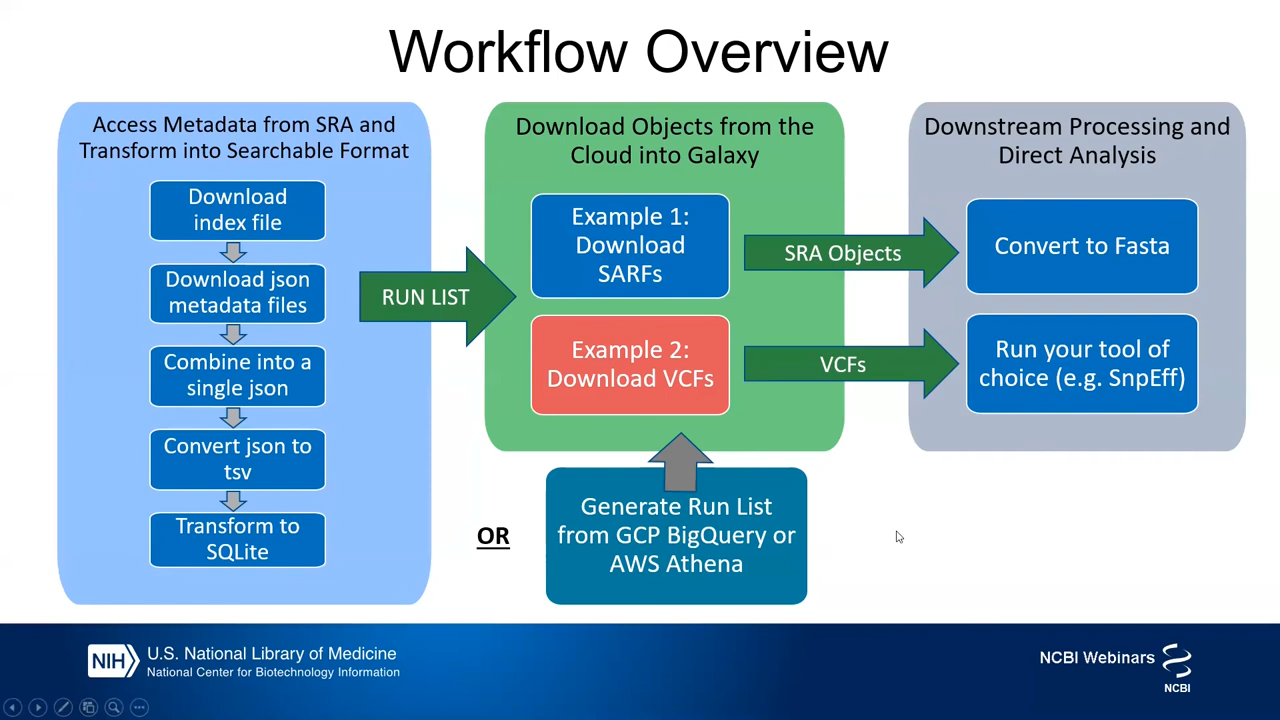 Workflow Overview
Access Metadata from SRA and
Transform into Searchable Format
Download
index file
Download json
metadata files
Combine into a
single json
Convert json to
tsv
Transform to
SQLite
RUN LIST
Download Objects from the
Cloud into Galaxy
Example 1:
Download
SARFs
Example 2:
Download VCFs
SRA Objects
VCFs
Downstream Processing and
Direct Analysis
Convert to Fasta
Run your tool of
choice (e.g. SnpEff)
OR
Generate Run List
from GCP BigQuery or
AWS Athena
NIH
U.S. National Library of Medicine
National Center for Biotechnology Information
NCBI Webinars
NCBI